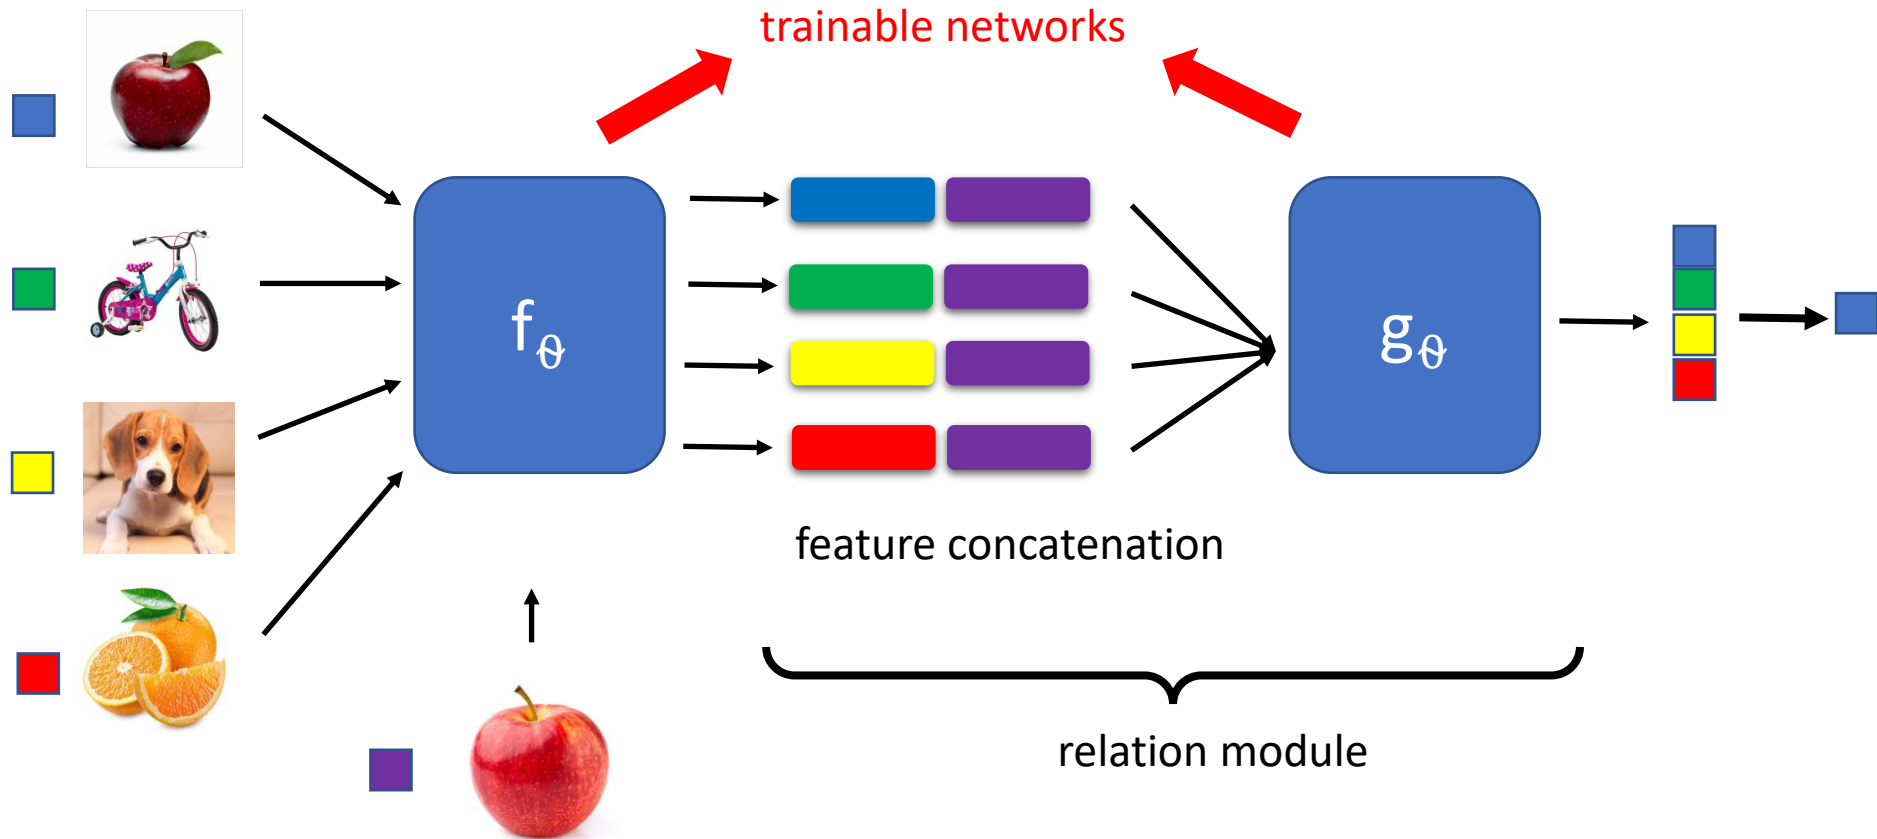 trainable networks
fϑ
gϑ
feature concatenation
relation module